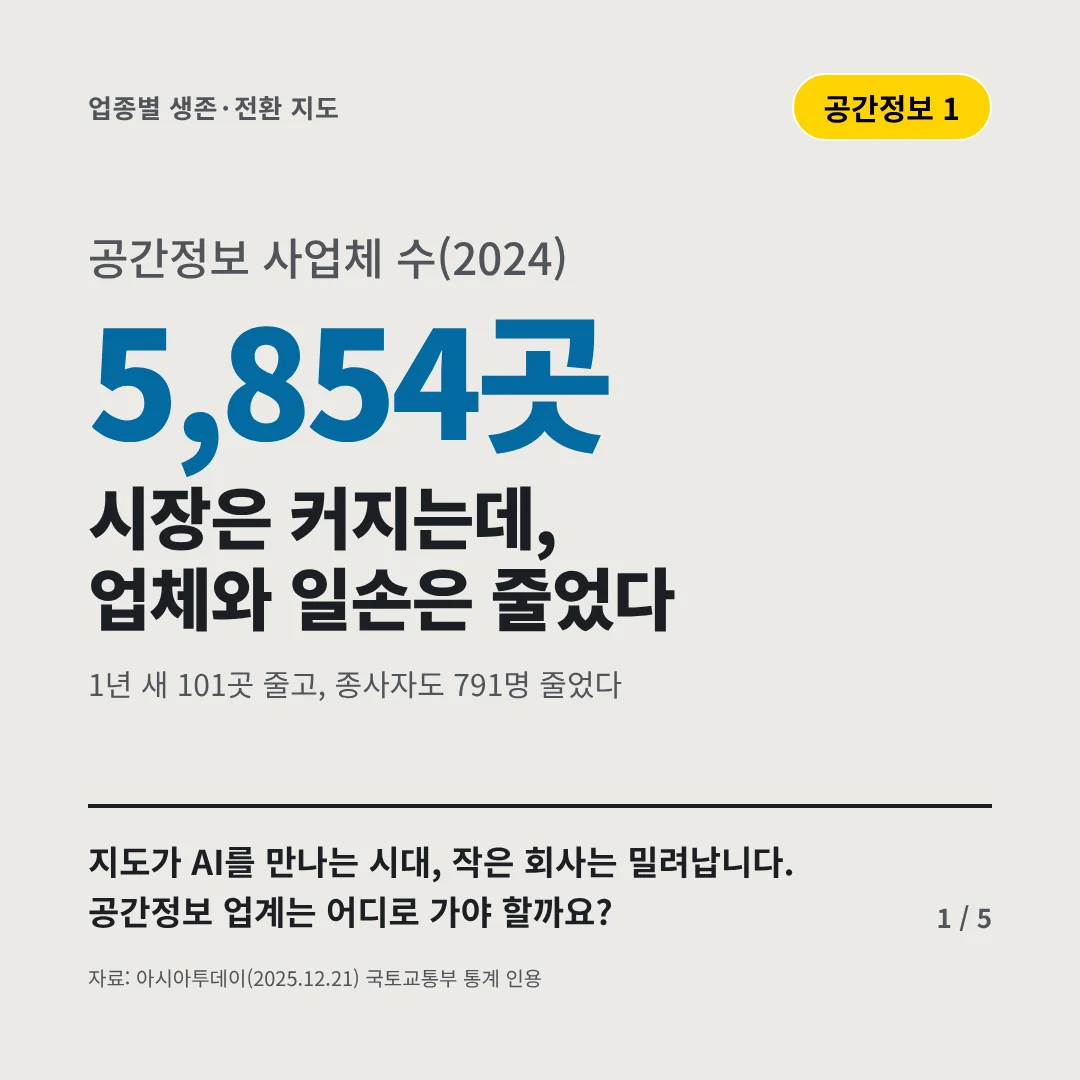 업종별 생존·전환 지도
공간정보 1
공간정보 사업체 수(2024)
5,854곳
시장은 커지는데,
업체와 일손은 줄었다
1년 새 101곳 줄고, 종사자도 791명 줄었다
지도가 AI를 만나는 시대, 작은 회사는 밀려납니다.
공간정보 업계는 어디로 가야 할까요?
1 / 5
자료: 아시아투데이(2025.12.21) 국토교통부 통계 인용